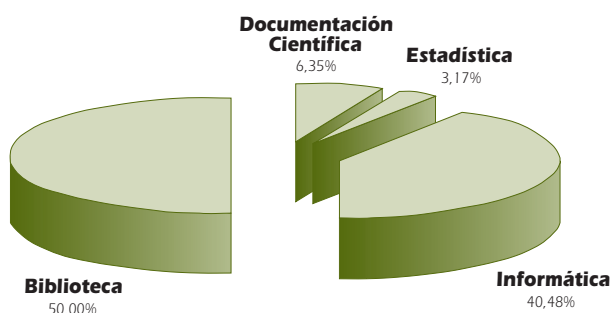 Documentación
Científica
6,35%
Estadística
3,17%
Biblioteca
50,00%
Informática
40,48%